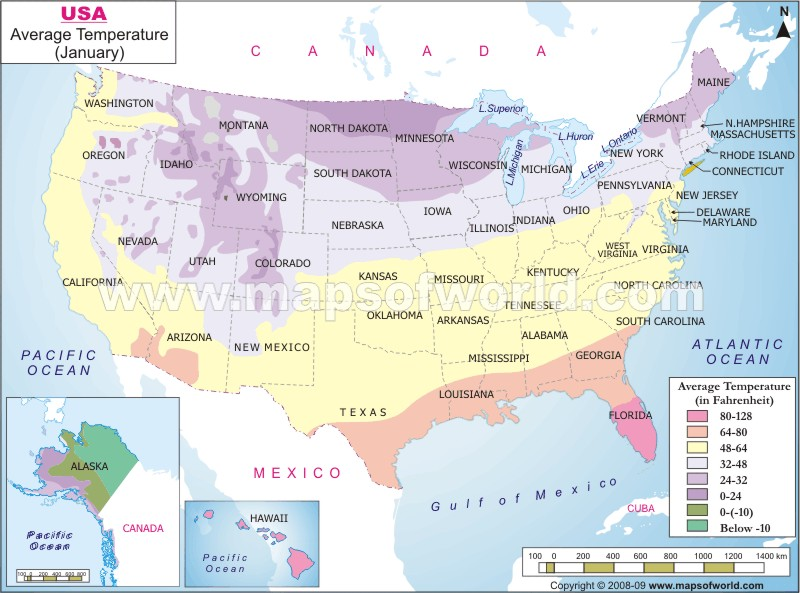 USA
Average Temperature
(January)
N
C A N A D A
WASHINGTON
MONTANA
NORTH DAKOTA
MINNESOTA
L.Superior
MAINE
VERMONT
N.HAMPSHIRE
MASSACHUSETTS
OREGON
IDAHO
SOUTH DAKOTA
WISCONSIN
L.Michigan
L.Huron
MICHIGAN
L.Ontario
L.Erie
NEW YORK
RHODE ISLAND
CONNECTICUT
WYOMING
PENNSYLVANIA
NEW JERSEY
NEBRASKA
IOWA
ILLINOIS
INDIANA
OHIO
DELAWARE
MARYLAND
NEVADA
UTAH
COLORADO
WEST
VIRGINIA
VIRGINIA
CALIFORNIA
KANSAS
MISSOURI
KENTUCKY
NORTH CAROLINA
www.mapsofworld.com
TENNESSEE
OKLAHOMA
ARKANSAS
SOUTH CAROLINA
ARIZONA
NEW MEXICO
ALABAMA
MISSISSIPPI
GEORGIA
PACIFIC
OCEAN
ATLANTIC
OCEAN
TEXAS
LOUISIANA
FLORIDA
MEXICO
Gulf of Mexico
CUBA
Average Temperature
(in Fahrenheit)
80-128
64-80
48-64
32-48
24-32
0-24
0-(-10)
Below -10
ALASKA
CANADA
Pacific
Ocean
100 0 200 400 600 800
HAWAII
Pacific
Ocean
100 0 200 400 600 800 1000 1200 1400 km
Copyright © 2008-09 www.mapsofworld.com